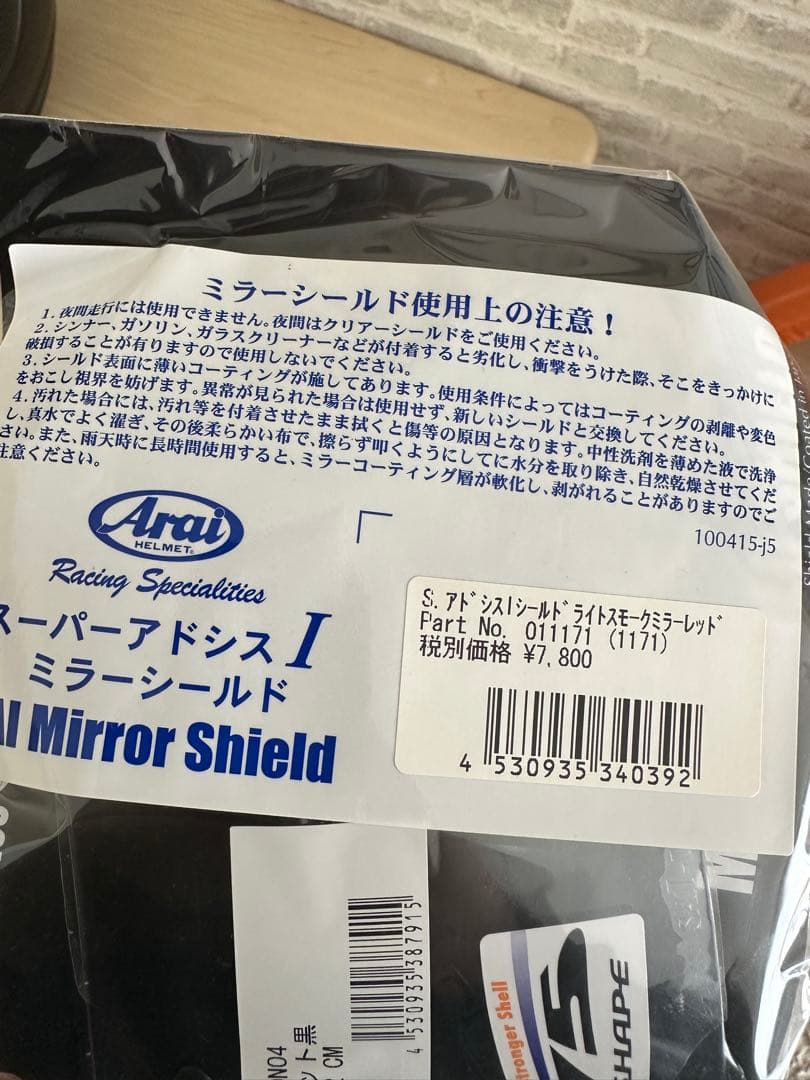 ミラーシールド使用上の注意！
1. 夜間走行には使用できません。夜間はクリアーシールドをご使用ください。
2. シンナー、ガソリン、ガラスクリーナーなどが付着すると劣化し、衝撃をうけた際、そこをきっかけに
破損することが有りますので使用しないでください。
3. シールド表面に薄いコーティングが施してあります。使用条件によってはコーティングの剥離や変色
をおこし視界を妨げます。異常が見られた場合は使用せず、新しいシールドと交換してください。
4. 汚れた場合には、汚れ等を付着させたまま拭くと傷等の原因となります。中性洗剤を薄めた液で洗浄
し、真水でよく濯ぎ、その後柔らかい布で、擦らず叩くようにしてに水分を取り除き、自然乾燥させてくだ
さい。また、雨天時に長時間使用すると、ミラーコーティング層が軟化し、剥がれることがありますのでご
注意ください。
100415-j5
Arai
HELMET.
Racing Specialities
スーパーアドシスI
ミラーシールド
AI Mirror Shield
S. アドシスIシールド ライトスモークミラーレッド
Part No. 011171 (1171)
税別価格 ¥7,800
4 530935 340392
4 530935 387915
N04
ント黒
CM
tronger Shell
75
SHAPE